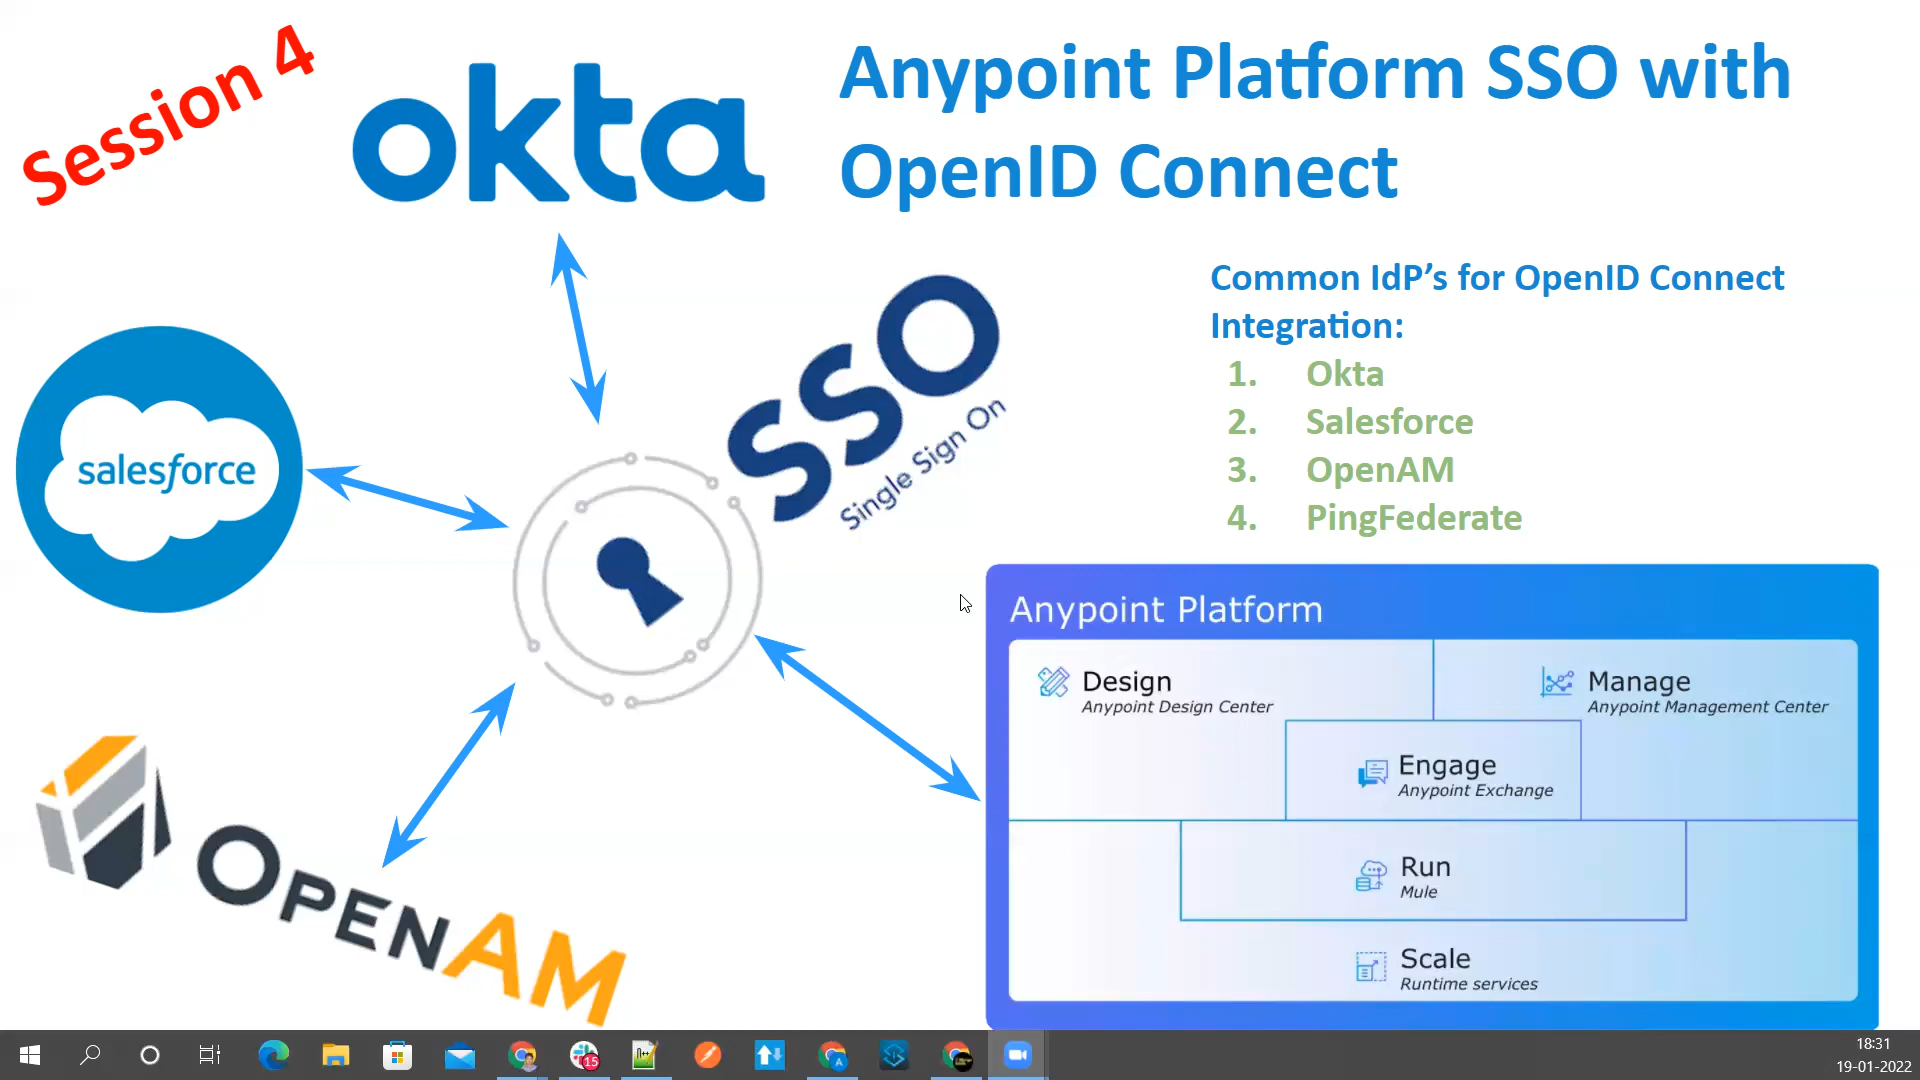 Session 4
okta
Anypoint Platform SSO with
OpenID Connect
Common IdP’s for OpenID Connect
Integration:
1. Okta
2. Salesforce
3. OpenAM
4. PingFederate
SSO
Single Sign On
salesforce
OPENAM
Anypoint Platform
Design
Anypoint Design Center
Manage
Anypoint Management Center
Engage
Anypoint Exchange
Run
Mule
Scale
Runtime services
15
18:31
19-01-2022